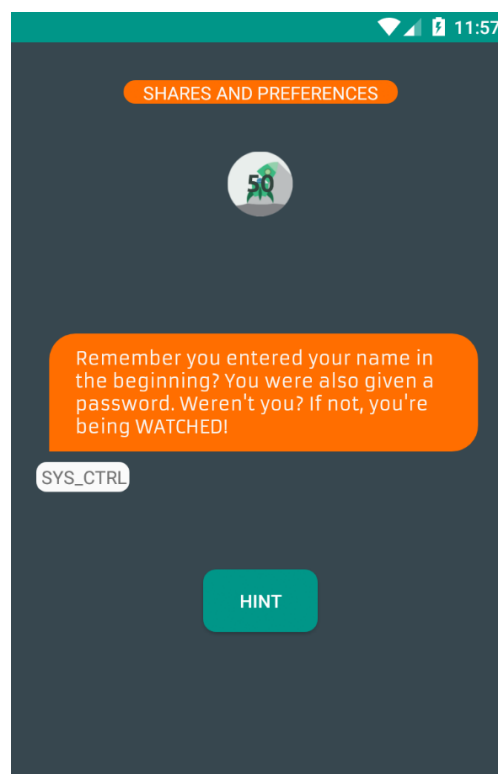 11:57
SHARES AND PREFERENCES
50
Remember you entered your name in
the beginning? You were also given a
password. Weren't you? If not, you're
being WATCHED!
SYS_CTRL
HINT